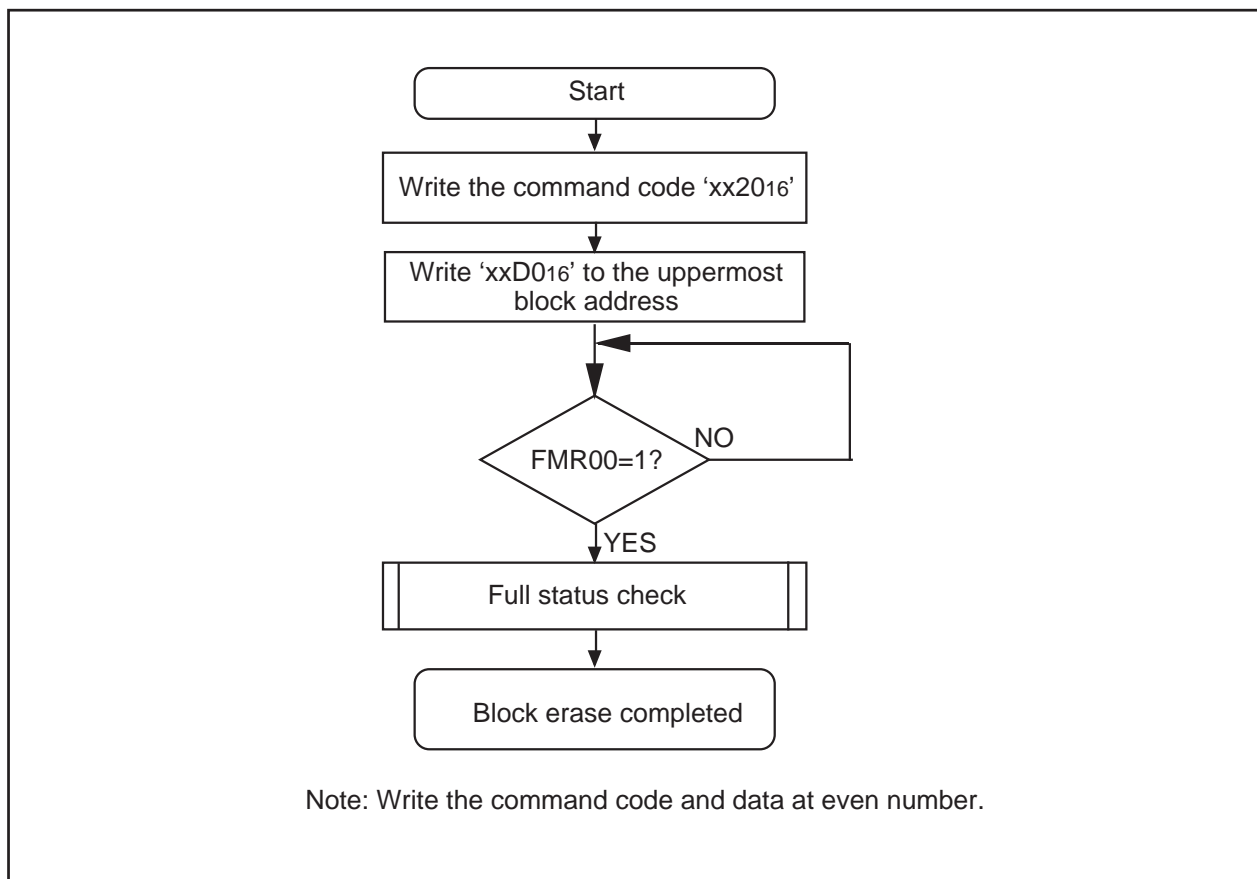 Start
Write the command code ‘xx2016’
Write ‘xxD016’ to the uppermost
block address
NO
FMR00=1?
YES
Full status check
Block erase completed
Note: Write the command code and data at even number.